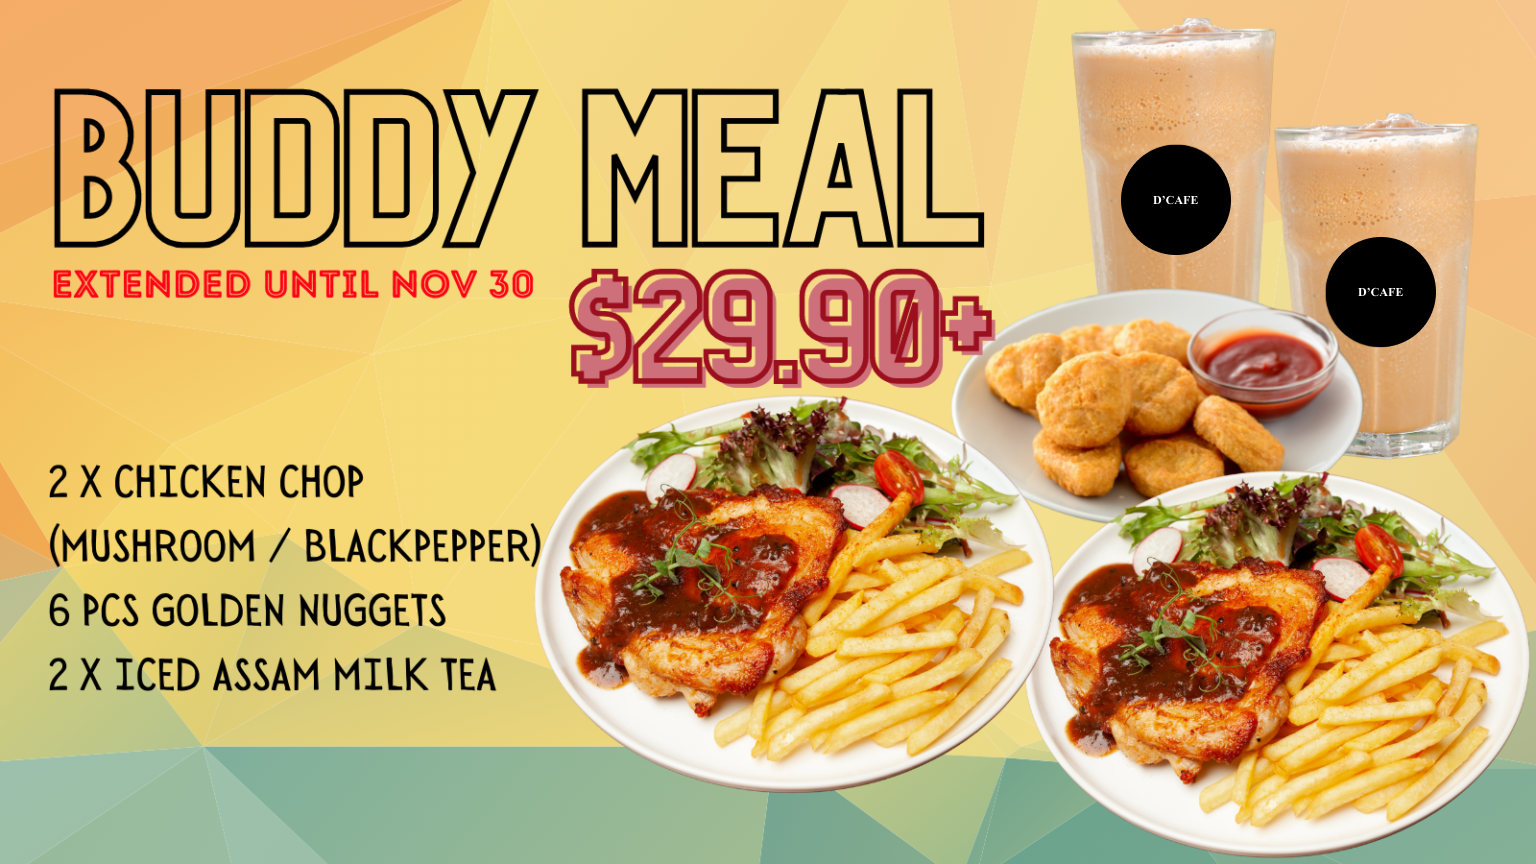 BUDDY MEAL
EXTENDED UNTIL NOV 30
$29.90+
2 X CHICKEN CHOP
(MUSHROOM / BLACKPEPPER)
6 PCS GOLDEN NUGGETS
2 X ICED ASSAM MILK TEA
D'CAFE
D'CAFE